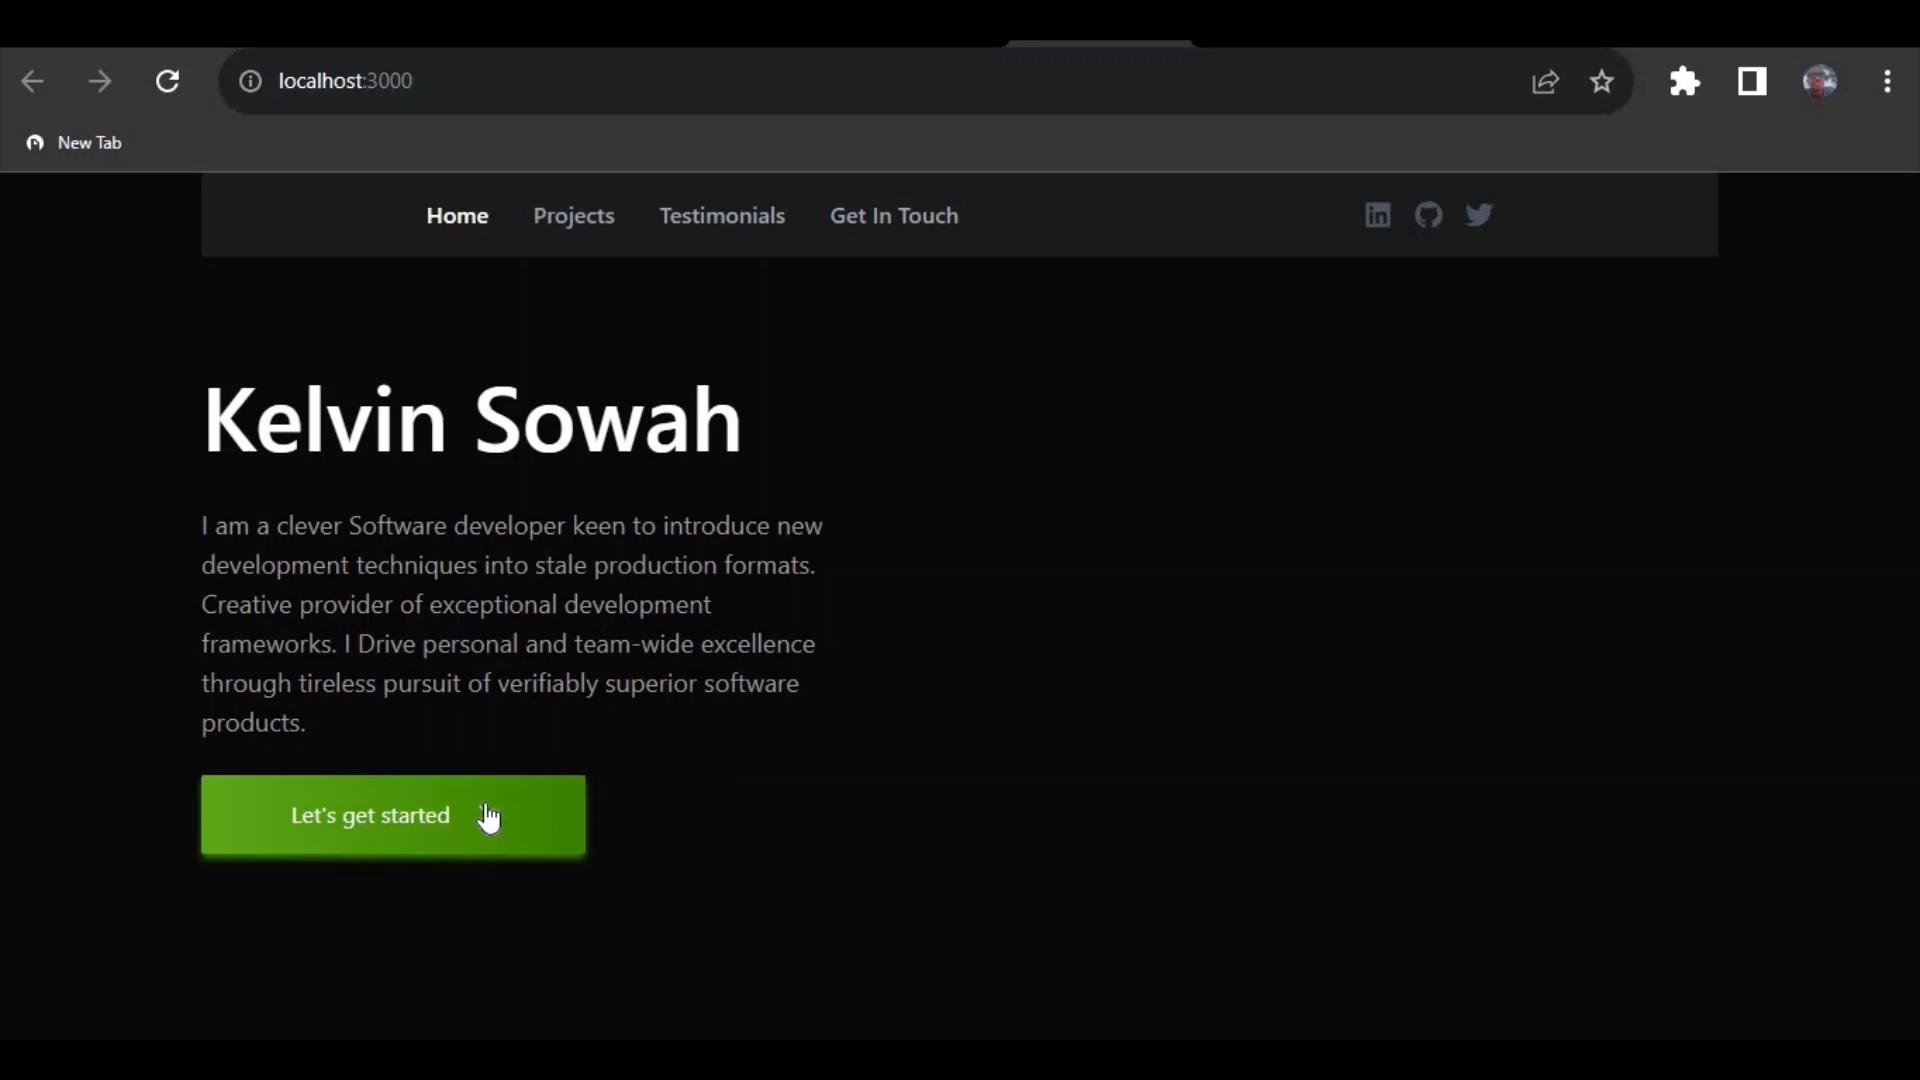 localhost:3000
New Tab
Home Projects Testimonials Get In Touch
Kelvin Sowah
I am a clever Software developer keen to introduce new
development techniques into stale production formats.
Creative provider of exceptional development
frameworks. I Drive personal and team-wide excellence
through tireless pursuit of verifiably superior software
products.
Let's get started